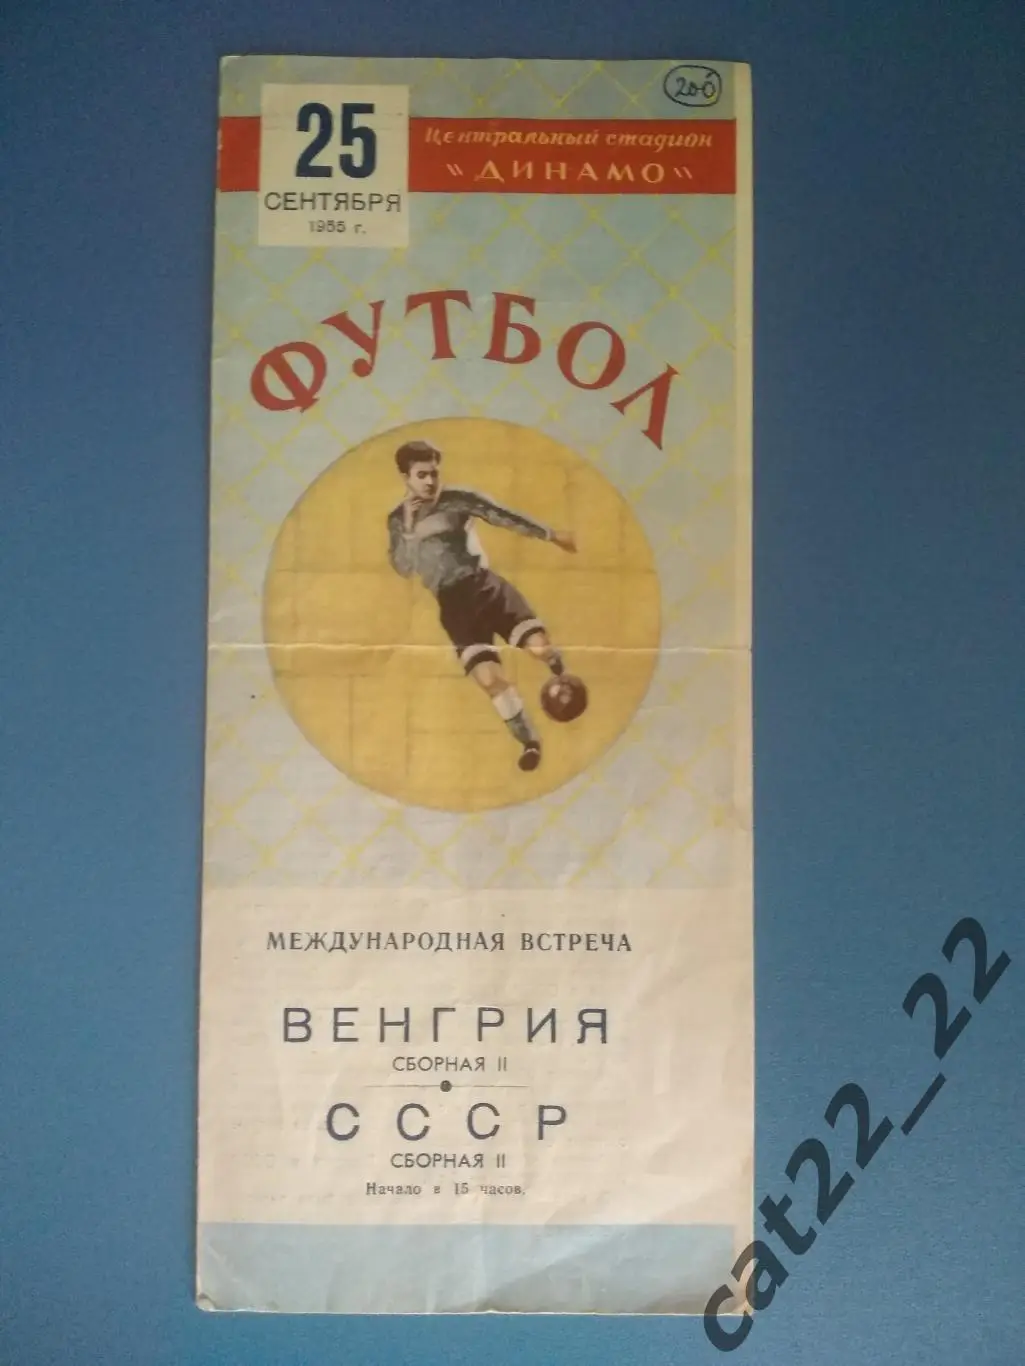 200
25
СЕНТЯБРЯ
1955 г.
Центральный стадион
"ДИНАМО"
ФУТБОЛ
МЕЖДУНАРОДНАЯ ВСТРЕЧА
ВЕНГРИЯ
СБОРНАЯ II
СССР
СБОРНАЯ II
Начало в 15 часов.
cat22_22